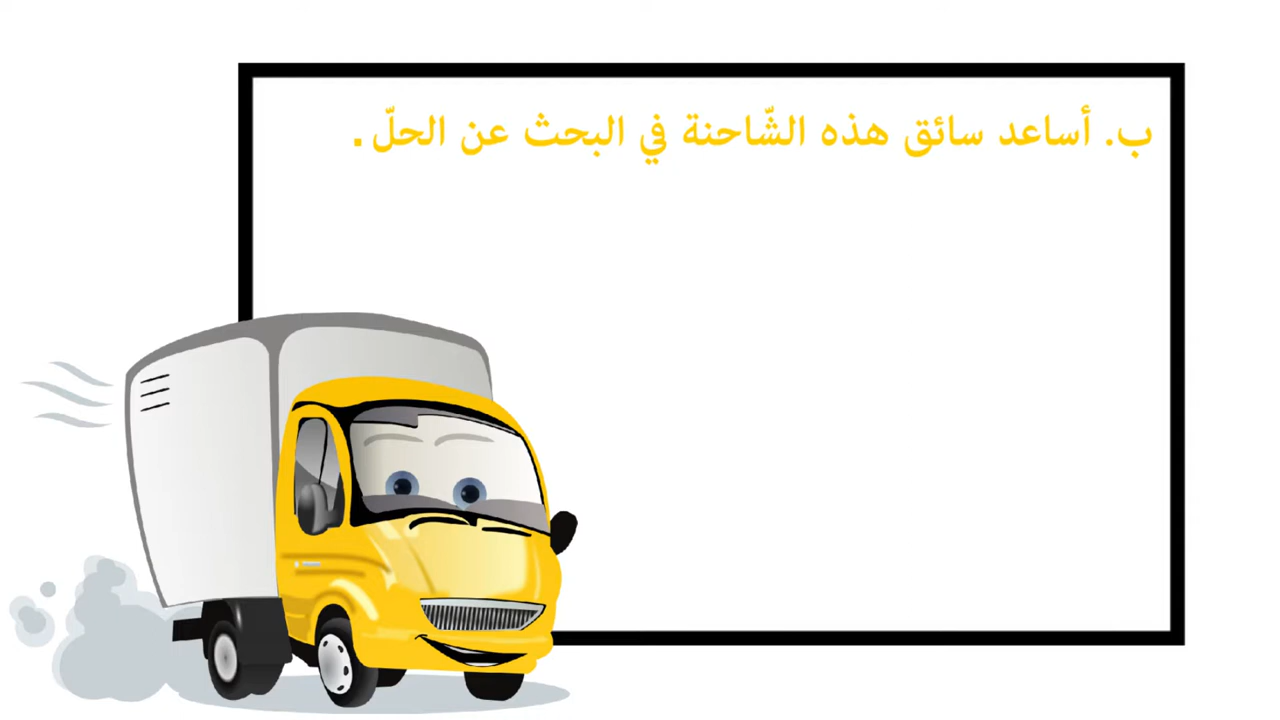 ب. أساعد سائق هذه الشّاحنة في البحث عن الحلّ .